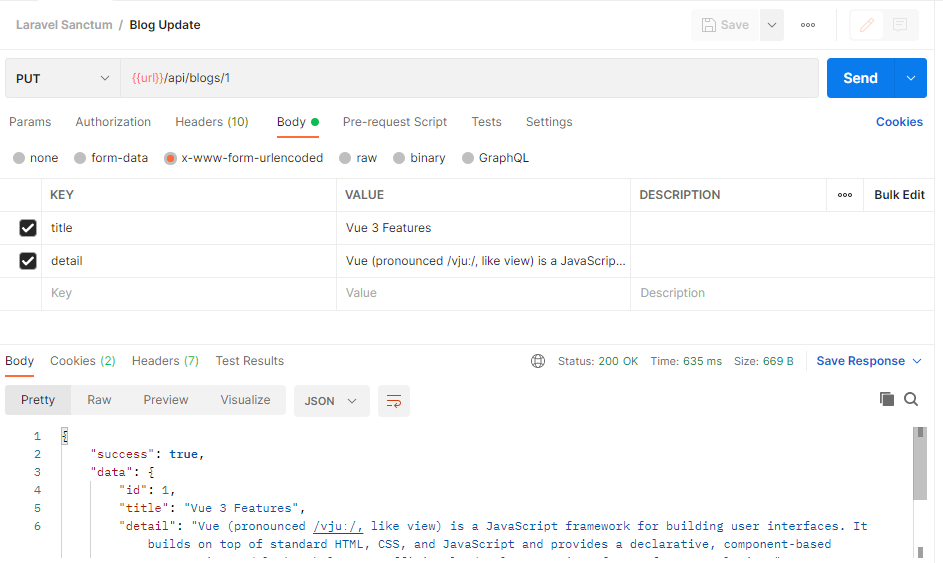 Laravel Sanctum / Blog Update
Save
PUT {{url}}/api/blogs/1 Send
Params Authorization Headers (10) Body Pre-request Script Tests Settings Cookies
none form-data x-www-form-urlencoded raw binary GraphQL
KEY VALUE DESCRIPTION Bulk Edit
title Vue 3 Features
detail Vue (pronounced /vjuː/, like view) is a JavaScrip...
Key Value Description
Body Cookies (2) Headers (7) Test Results Status: 200 OK Time: 635 ms Size: 669 B Save Response
Pretty Raw Preview Visualize JSON
1 {
2 "success": true,
3 "data": {
4 "id": 1,
5 "title": "Vue 3 Features",
6 "detail": "Vue (pronounced /vjuː/, like view) is a JavaScript framework for building user interfaces. It
builds on top of standard HTML, CSS, and JavaScript and provides a declarative, component-based